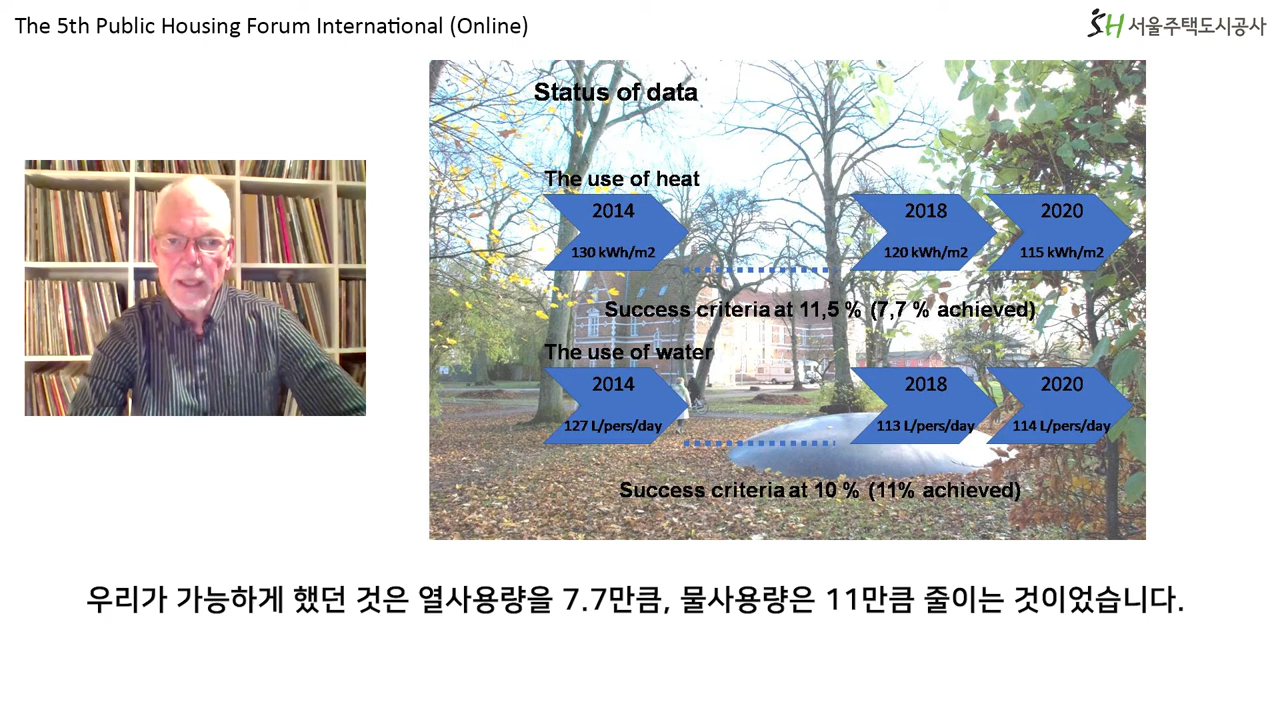 The 5th Public Housing Forum International (Online)
SH 서울주택도시공사
Status of data
The use of heat
2014
2018
2020
130 kWh/m2
120 kWh/m2
115 kWh/m2
Success criteria at 11,5 % (7,7 % achieved)
The use of water
2014
2018
2020
127 L/pers/day
113 L/pers/day
114 L/pers/day
Success criteria at 10 % (11% achieved)
우리가 가능하게 했던 것은 열사용량을 7.7만큼, 물사용량은 11만큼 줄이는 것이었습니다.